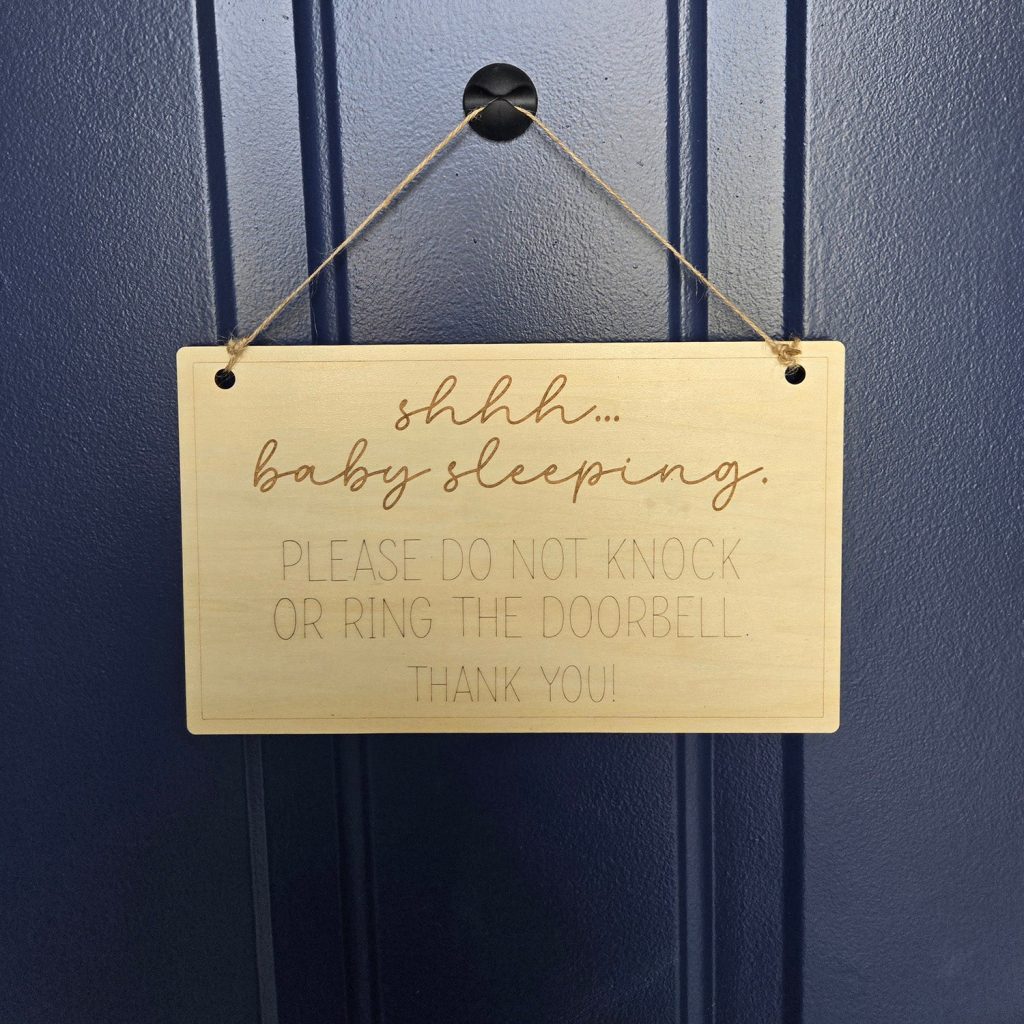 shhh...
baby sleeping.
PLEASE DO NOT KNOCK
OR RING THE DOORBELL.
THANK YOU!